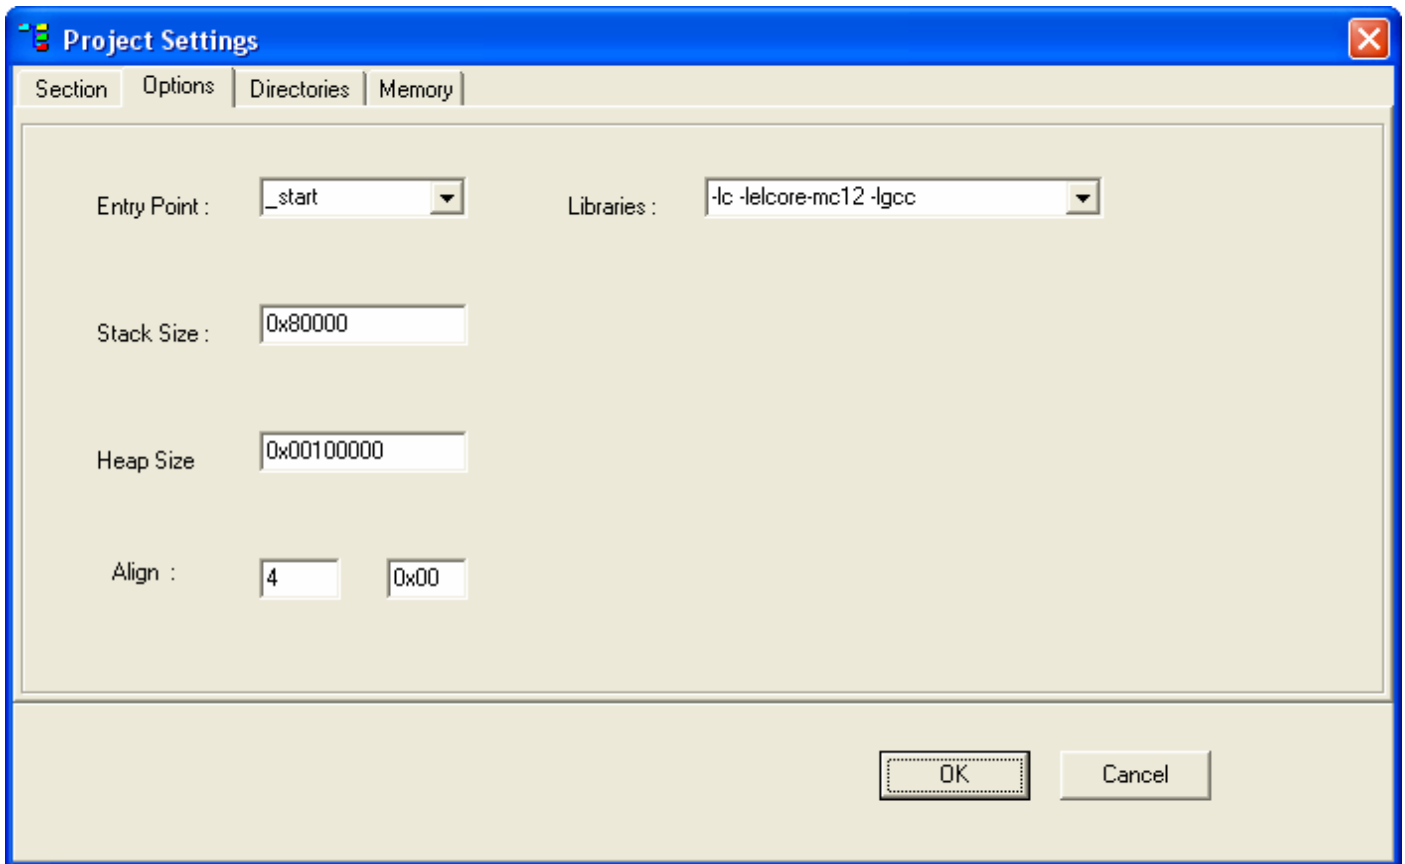 Project Settings
Section Options Directories Memory
Entry Point : _start Libraries : -lc -lelcore-mc12 -lgcc
Stack Size : 0x80000
Heap Size 0x00100000
Align : 4 0x00
OK Cancel